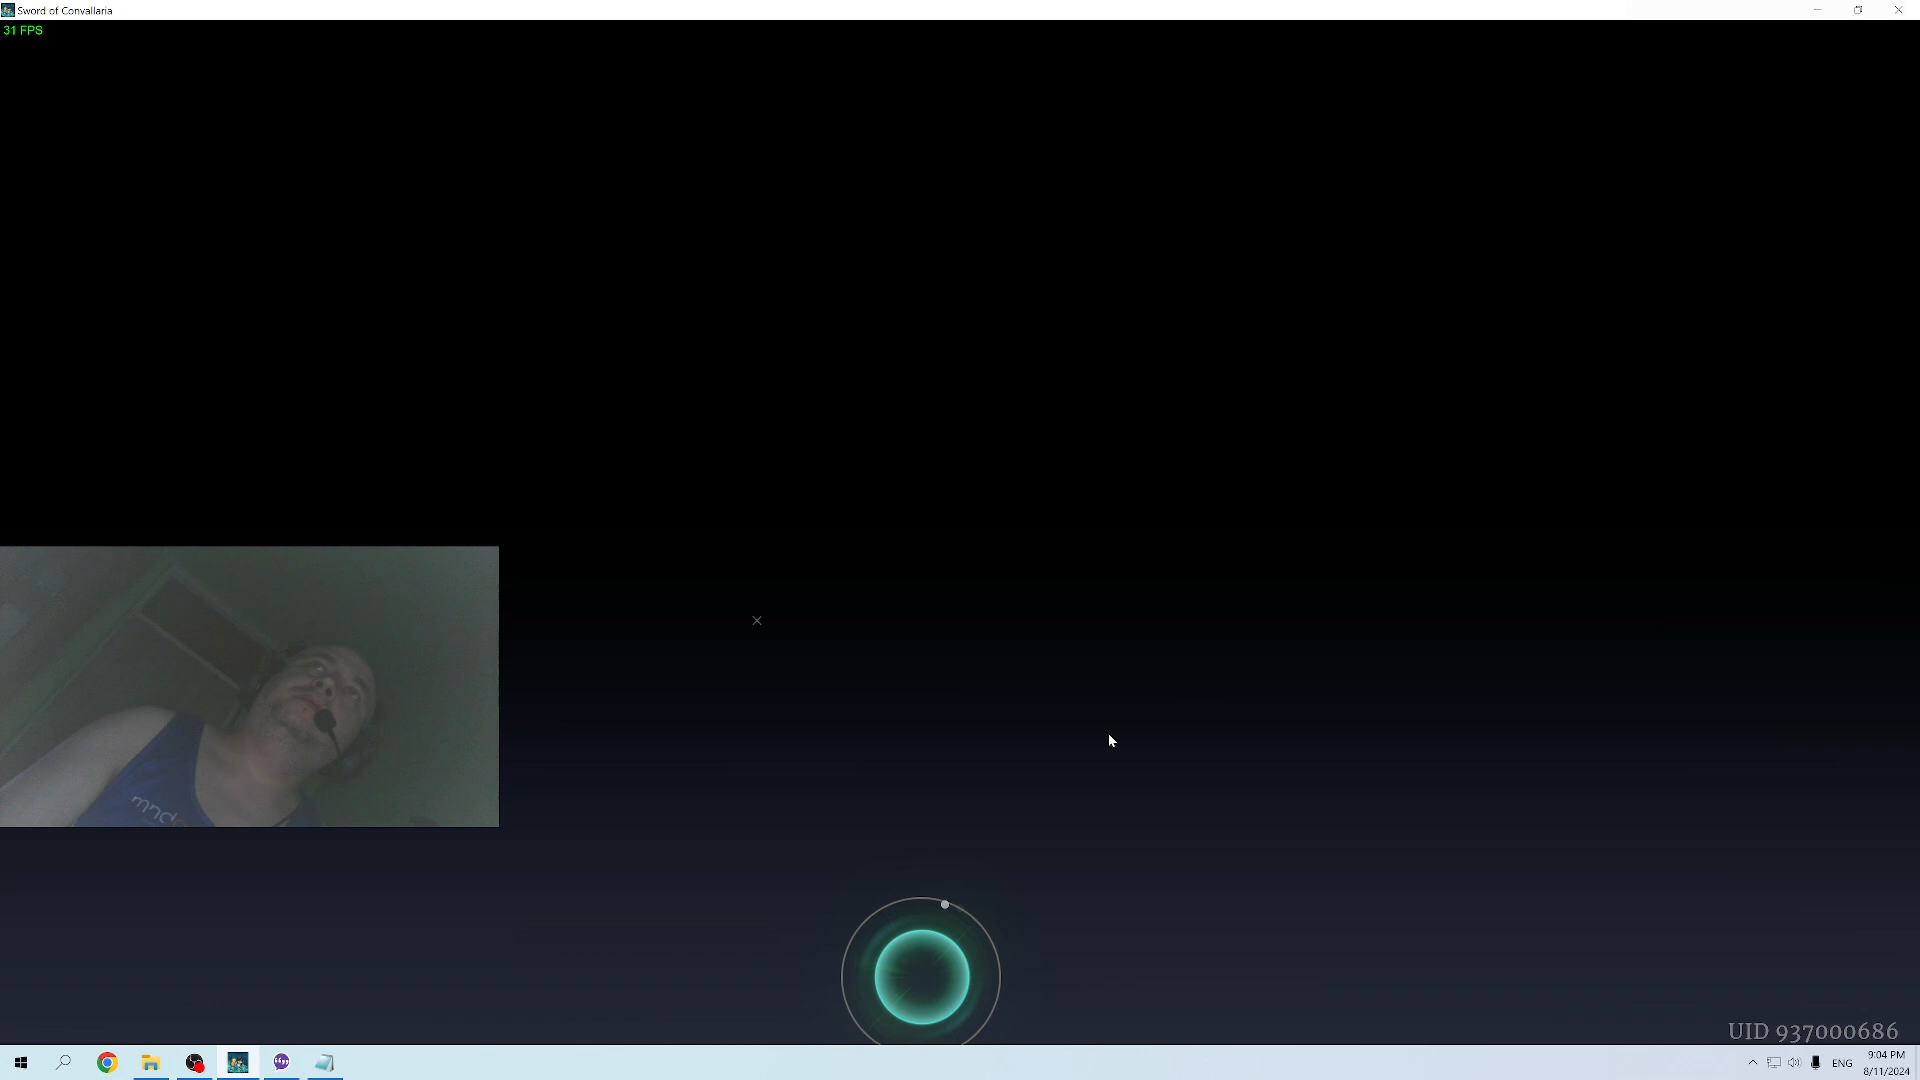 Sword of Convallaria
31 FPS
UID 937000686
ENG
9:04 PM
8/11/2024